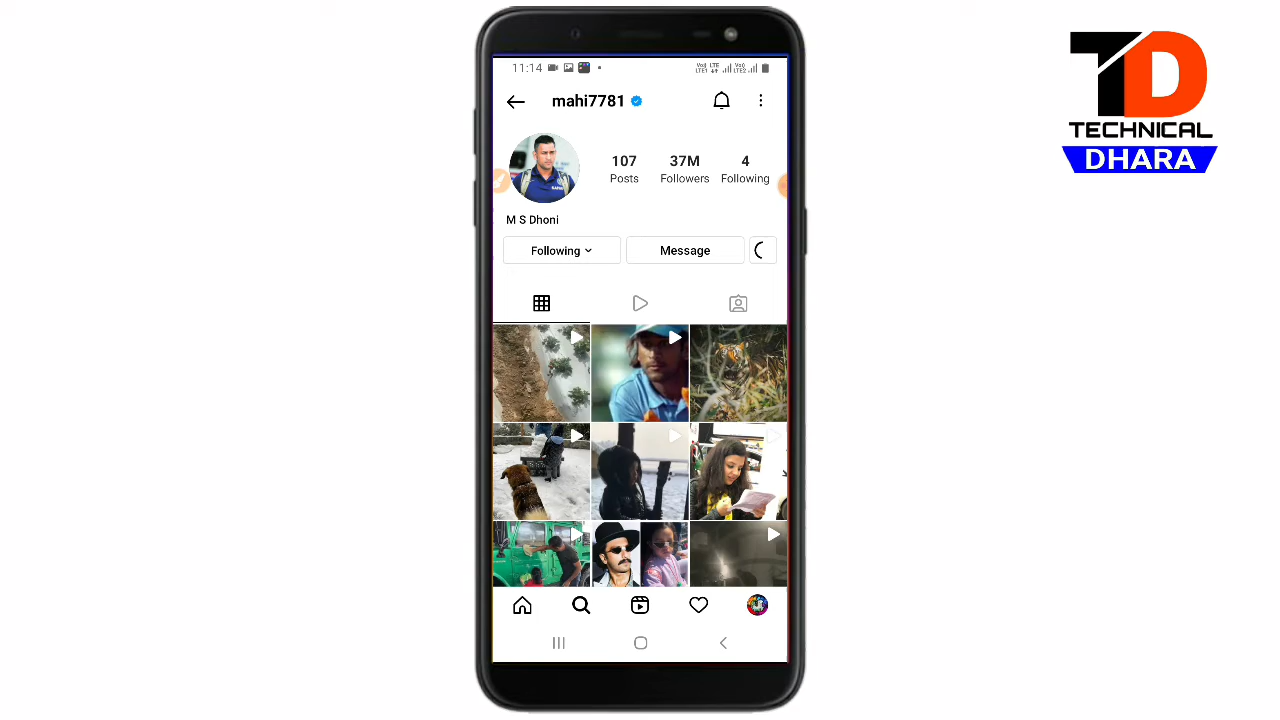 11:14
mahi7781
107
37M
4
Posts
Followers
Following
M S Dhoni
Following
Message
TD
TECHNICAL
DHARA